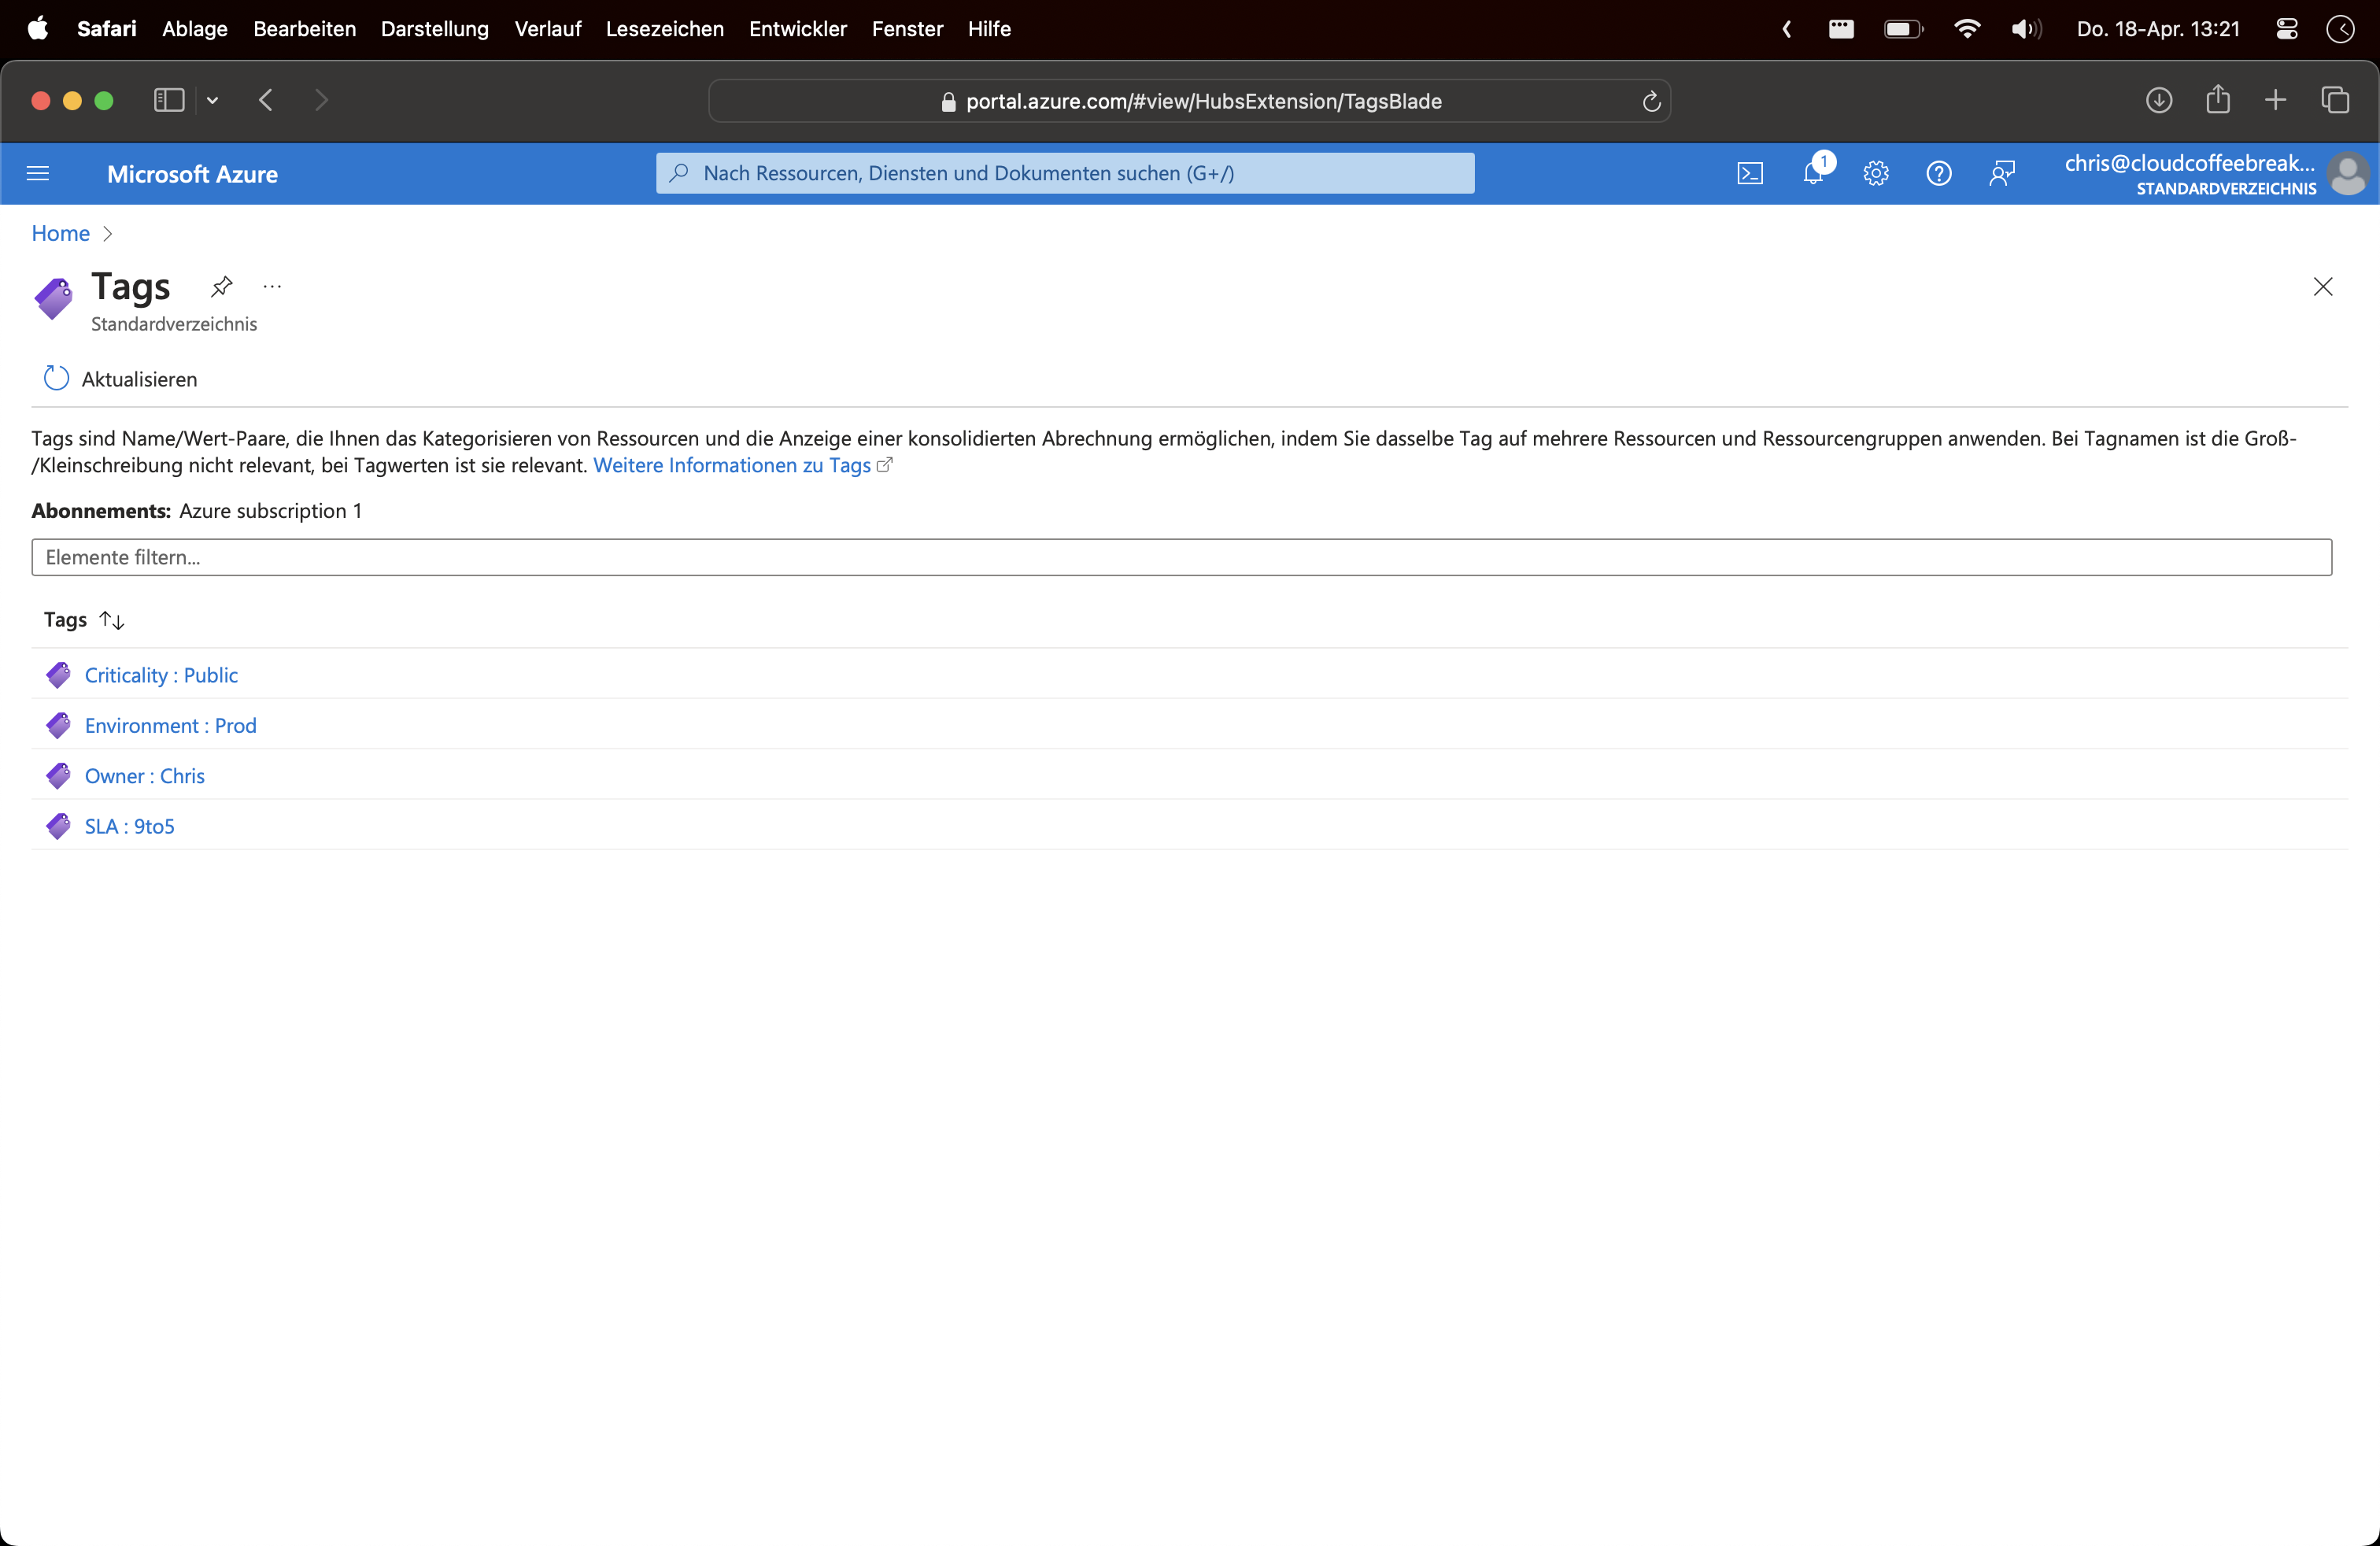 Safari Ablage Bearbeiten Darstellung Verlauf Lesezeichen Entwickler Fenster Hilfe Do. 18-Apr. 13:21
portal.azure.com/#view/HubsExtension/TagsBlade
Microsoft Azure Nach Ressourcen, Diensten und Dokumenten suchen (G+/) 1 chris@cloudcoffeebreak...
STANDARDVERZEICHNIS
Home
Tags ...
Standardverzeichnis
Aktualisieren
Tags sind Name/Wert-Paare, die Ihnen das Kategorisieren von Ressourcen und die Anzeige einer konsolidierten Abrechnung ermöglichen, indem Sie dasselbe Tag auf mehrere Ressourcen und Ressourcengruppen anwenden. Bei Tagnamen ist die Groß-
/Kleinschreibung nicht relevant, bei Tagwerten ist sie relevant. Weitere Informationen zu Tags
Abonnements: Azure subscription 1
Elemente filtern...
Tags ↑↓
Criticality : Public
Environment : Prod
Owner : Chris
SLA : 9to5